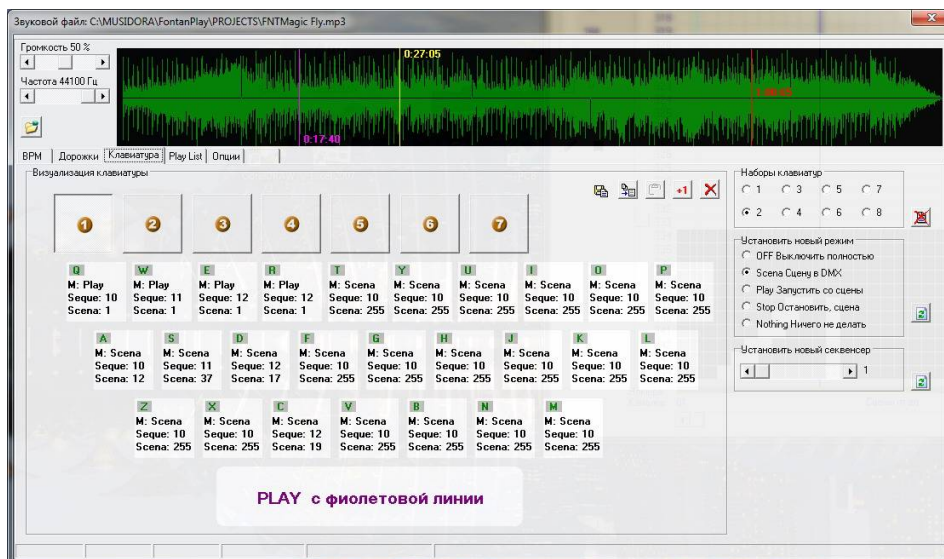 Звуковой файл: C:\MUSIDORA\FontanPlay\PROJECTS\FNTMagic Fly.mp3
Громкость 50 %
Частота 44100 Гц
0:27:05
0:17:40
BPM Дорожки Клавиатура Play List Опции
Визуализация клавиатуры
+1
1 2 3 4 5 6 7
Q W E R T Y U I O P
M: Play M: Play M: Play M: Play M: Scena M: Scena M: Scena M: Scena M: Scena M: Scena
Seque: 10 Seque: 11 Seque: 12 Seque: 12 Seque: 10 Seque: 10 Seque: 10 Seque: 10 Seque: 10 Seque: 10
Scena: 1 Scena: 1 Scena: 1 Scena: 1 Scena: 255 Scena: 255 Scena: 255 Scena: 255 Scena: 255 Scena: 255
A S D F G H J K L
M: Scena M: Scena M: Scena M: Scena M: Scena M: Scena M: Scena M: Scena M: Scena
Seque: 10 Seque: 11 Seque: 12 Seque: 10 Seque: 10 Seque: 10 Seque: 10 Seque: 10 Seque: 10
Scena: 12 Scena: 37 Scena: 17 Scena: 255 Scena: 255 Scena: 255 Scena: 255 Scena: 255 Scena: 255
Z X C V B N M
M: Scena M: Scena M: Scena M: Scena M: Scena M: Scena M: Scena
Seque: 10 Seque: 10 Seque: 12 Seque: 10 Seque: 10 Seque: 10 Seque: 10
Scena: 255 Scena: 255 Scena: 19 Scena: 255 Scena: 255 Scena: 255 Scena: 255
PLAY с фиолетовой линии
Наборы клавиатур
1 3 5 7
2 4 6 8
Установить новый режим
OFF Выключить полностью
Scena Сцену в DMX
Play Запустить со сцены
Stop Остановить, сцена
Nothing Ничего не делать
Установить новый секвенсер
1